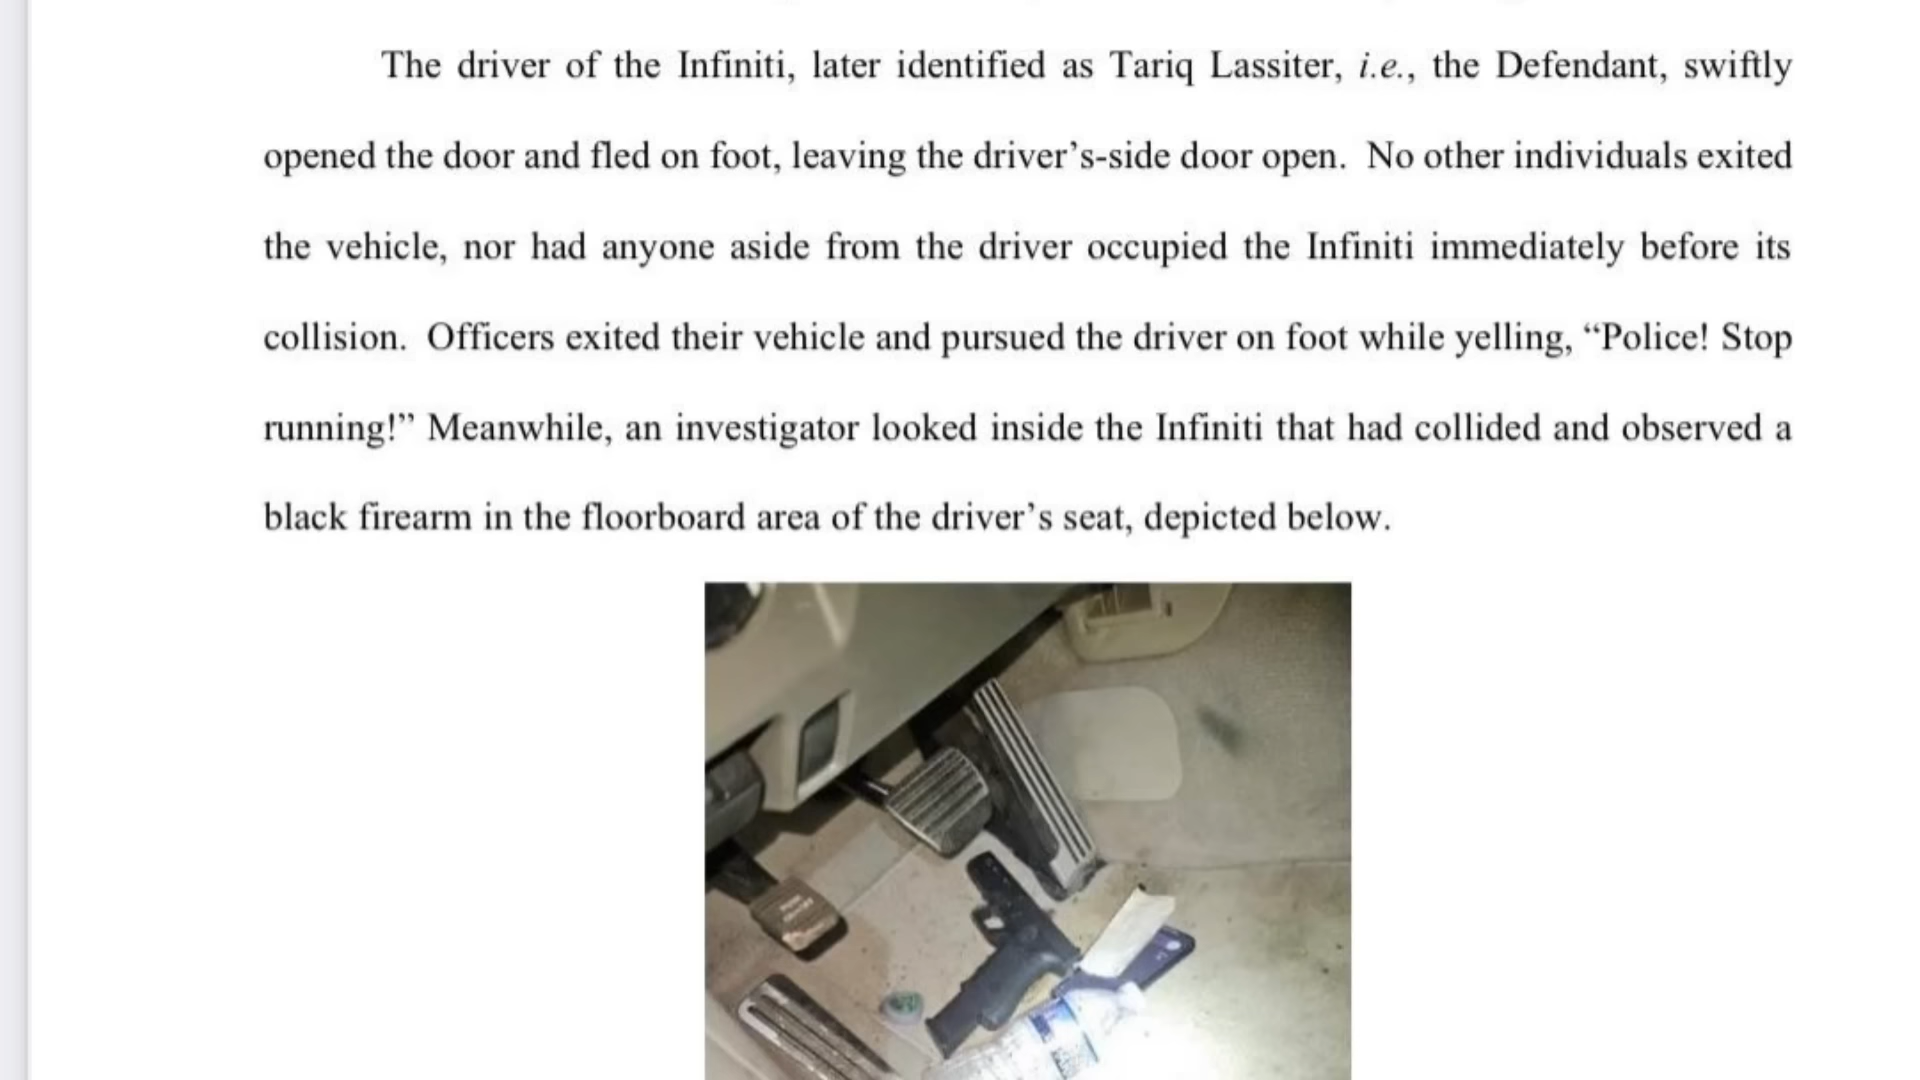 The driver of the Infiniti, later identified as Tariq Lassiter, i.e., the Defendant, swiftly
opened the door and fled on foot, leaving the driver’s-side door open.  No other individuals exited
the vehicle, nor had anyone aside from the driver occupied the Infiniti immediately before its
collision.  Officers exited their vehicle and pursued the driver on foot while yelling, “Police! Stop
running!” Meanwhile, an investigator looked inside the Infiniti that had collided and observed a
black firearm in the floorboard area of the driver’s seat, depicted below.